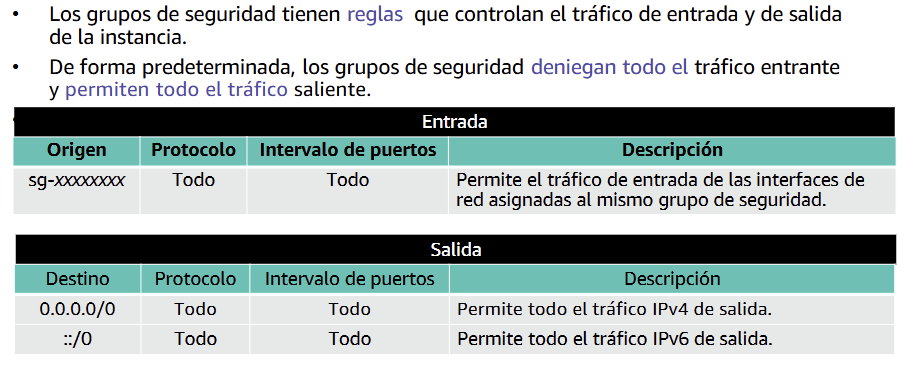 • Los grupos de seguridad tienen reglas que controlan el tráfico de entrada y de salida
de la instancia.
• De forma predeterminada, los grupos de seguridad deniegan todo el tráfico entrante
y permiten todo el tráfico saliente.
Entrada
Origen Protocolo Intervalo de puertos Descripción
sg-xxxxxxxx Todo Todo Permite el tráfico de entrada de las interfaces de
red asignadas al mismo grupo de seguridad.
Salida
Destino Protocolo Intervalo de puertos Descripción
0.0.0.0/0 Todo Todo Permite todo el tráfico IPv4 de salida.
::/0 Todo Todo Permite todo el tráfico IPv6 de salida.